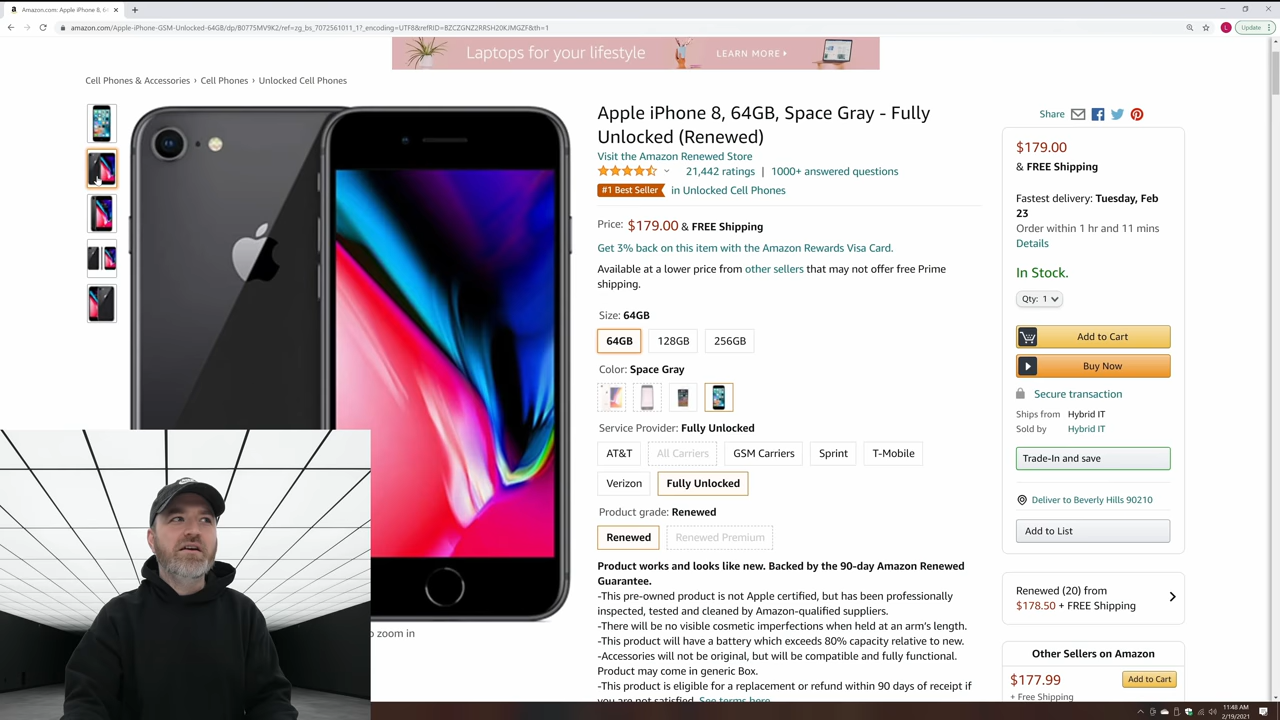 Amazon.com: Apple iPhone 8, 64
Update
amazon.com/Apple-iPhone-GSM-Unlocked-64GB/dp/B0775MV9K2/ref=zg_bs_7072561011_1?_encoding=UTF8&refRID=BZCZGNZ2RRSH20KJMGZF&th=1
Laptops for your lifestyle
LEARN MORE
Cell Phones & Accessories › Cell Phones › Unlocked Cell Phones
Apple iPhone 8, 64GB, Space Gray - Fully
Unlocked (Renewed)
Visit the Amazon Renewed Store
21,442 ratings | 1000+ answered questions
#1 Best Seller in Unlocked Cell Phones
Price: $179.00 & FREE Shipping
Get 3% back on this item with the Amazon Rewards Visa Card.
Available at a lower price from other sellers that may not offer free Prime
shipping.
Size: 64GB
64GB 128GB 256GB
Color: Space Gray
Service Provider: Fully Unlocked
AT&T All Carriers GSM Carriers Sprint T-Mobile
Verizon Fully Unlocked
Product grade: Renewed
Renewed Renewed Premium
Product works and looks like new. Backed by the 90-day Amazon Renewed
Guarantee.
-This pre-owned product is not Apple certified, but has been professionally
inspected, tested and cleaned by Amazon-qualified suppliers.
-There will be no visible cosmetic imperfections when held at an arm's length.
-This product will have a battery which exceeds 80% capacity relative to new.
-Accessories will not be original, but will be compatible and fully functional.
Product may come in generic Box.
-This product is eligible for a replacement or refund within 90 days of receipt if
you are not satisfied. See terms here.
zoom in
Share
$179.00
& FREE Shipping
Fastest delivery: Tuesday, Feb
23
Order within 1 hr and 11 mins
Details
In Stock.
Qty: 1
Add to Cart
Buy Now
Secure transaction
Ships from Hybrid IT
Sold by Hybrid IT
Trade-In and save
Deliver to Beverly Hills 90210
Add to List
Renewed (20) from
$178.50 + FREE Shipping
Other Sellers on Amazon
$177.99 Add to Cart
+ Free Shipping
11:48 AM
2/19/2021